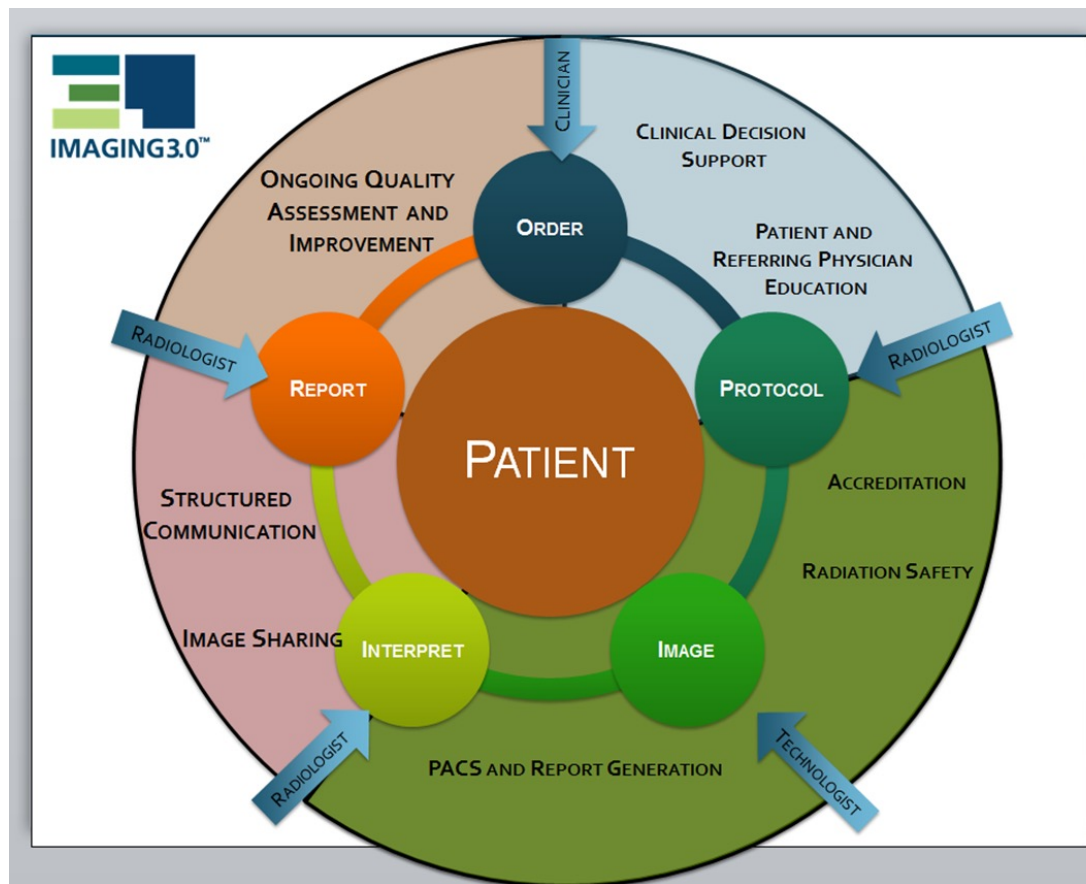 IMAGING3.0™
CLINICIAN
CLINICAL DECISION
SUPPORT
ONGOING QUALITY
ASSESSMENT AND
IMPROVEMENT
ORDER
PATIENT AND
REFERRING PHYSICIAN
EDUCATION
RADIOLOGIST
RADIOLOGIST
REPORT
PROTOCOL
PATIENT
ACCREDITATION
STRUCTURED
COMMUNICATION
RADIATION SAFETY
IMAGE SHARING
INTERPRET
IMAGE
RADIOLOGIST
TECHNOLOGIST
PACS AND REPORT GENERATION